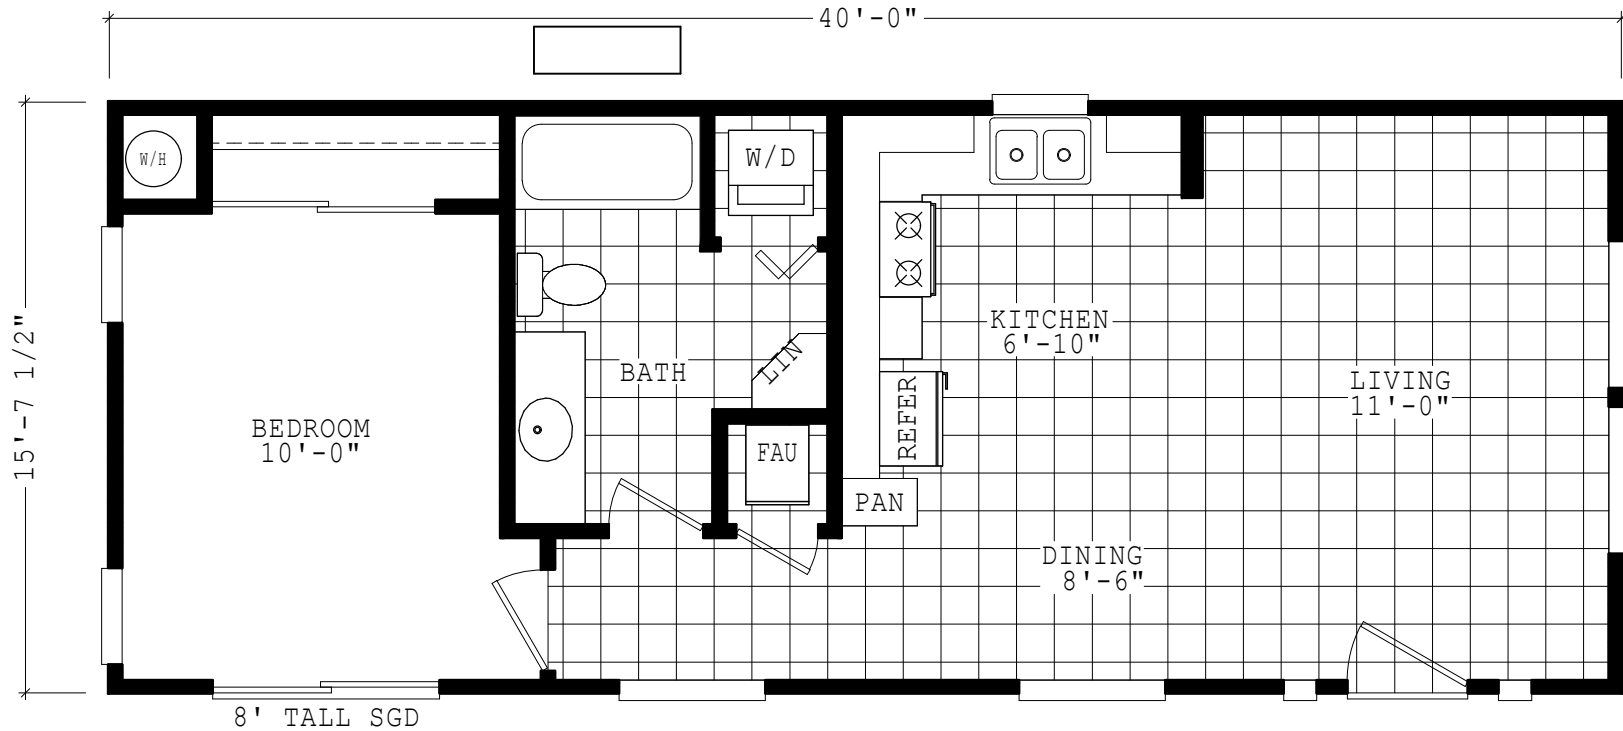 40'-0"
W/H
W/D
15'-7 1/2"
KITCHEN
6'-10"
BATH
LIN
REFER
LIVING
11'-0"
BEDROOM
10'-0"
FAU
PAN
DINING
8'-6"
8' TALL SGD